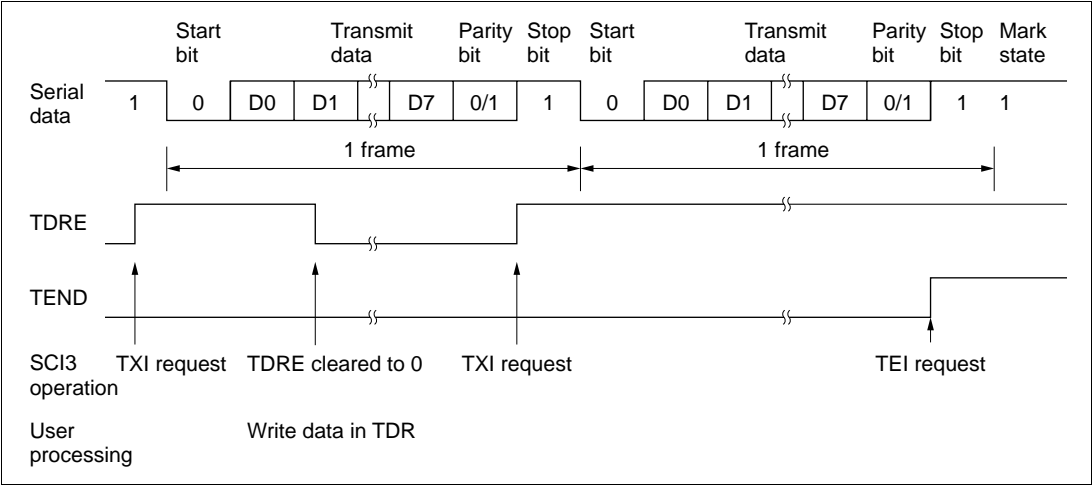 Start bit Transmit data Parity bit Stop bit Start bit Transmit data Parity bit Stop bit Mark state
Serial data 1 0 D0 D1 D7 0/1 1 0 D0 D1 D7 0/1 1 1
1 frame 1 frame
TDRE
TEND
SCI3 operation TXI request TDRE cleared to 0 TXI request TEI request
User processing Write data in TDR